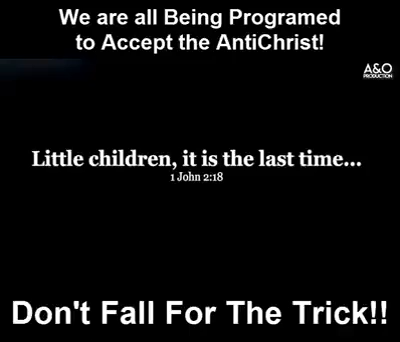 We are all Being Programed
to Accept the AntiChrist!
A&O
PRODUCTION
Little children, it is the last time...
1 John 2:18
Don't Fall For The Trick!!